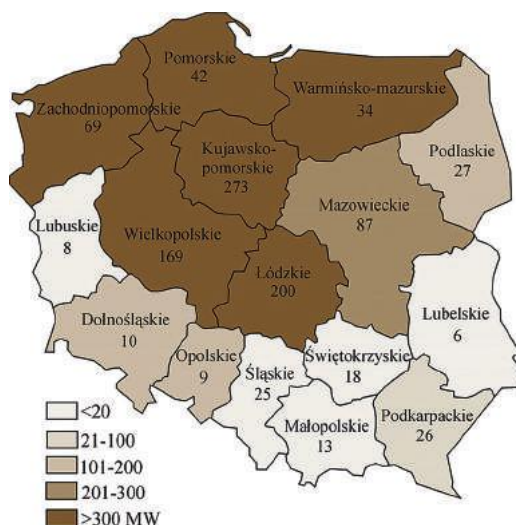 Pomorskie
42
Warmińsko-mazurskie
34
Zachodniopomorskie
69
Kujawsko-
pomorskie
273
Podlaskie
27
Mazowieckie
87
Lubuskie
8
Wielkopolskie
169
Łódzkie
200
Lubelskie
6
Dolnośląskie
10
Opolskie
9
Śląskie
25
Świętokrzyskie
18
Małopolskie
13
Podkarpackie
26
<20
21-100
101-200
201-300
>300 MW